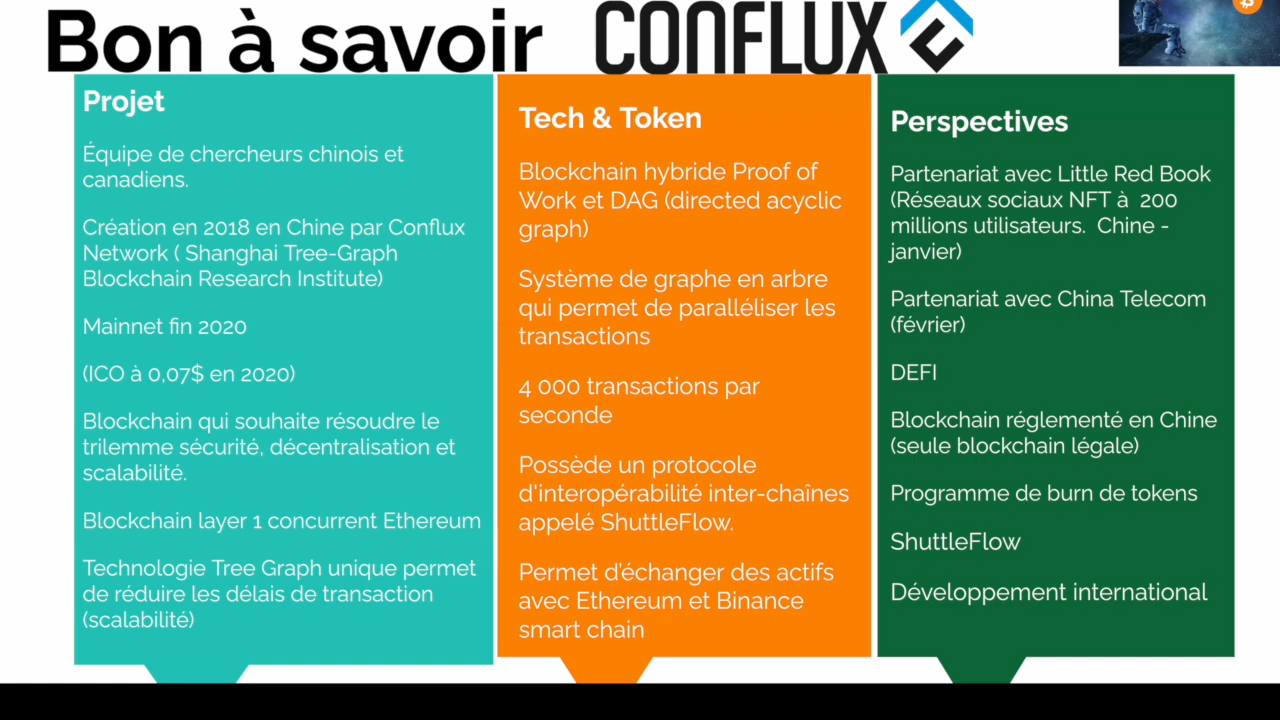 Bon à savoir
CONFLUX
Projet
Équipe de chercheurs chinois et
canadiens.
Création en 2018 en Chine par Conflux
Network ( Shanghai Tree-Graph
Blockchain Research Institute)
Mainnet fin 2020
(ICO à 0,07$ en 2020)
Blockchain qui souhaite résoudre le
trilemme sécurité, décentralisation et
scalabilité.
Blockchain layer 1 concurrent Ethereum
Technologie Tree Graph unique permet
de réduire les délais de transaction
(scalabilité)
Tech & Token
Blockchain hybride Proof of
Work et DAG (directed acyclic
graph)
Système de graphe en arbre
qui permet de paralléliser les
transactions
4 000 transactions par
seconde
Possède un protocole
d'interopérabilité inter-chaînes
appelé ShuttleFlow.
Permet d'échanger des actifs
avec Ethereum et Binance
smart chain
Perspectives
Partenariat avec Little Red Book
(Réseaux sociaux NFT à  200
millions utilisateurs.  Chine -
janvier)
Partenariat avec China Telecom
(février)
DEFI
Blockchain réglementé en Chine
(seule blockchain légale)
Programme de burn de tokens
ShuttleFlow
Développement international